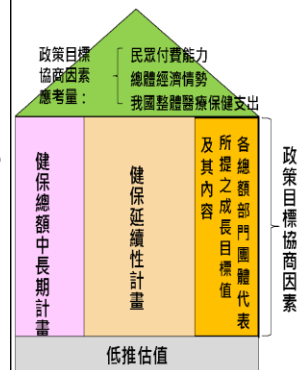 政策目標
協商因素
應考量：
民眾付費能力
總體經濟情勢
我國整體醫療保健支出
健保總額中長期計畫
健保延續性計畫
各總額部門團體代表
所提之成長目標值
及其內容
政策目標協商因素
低推估值